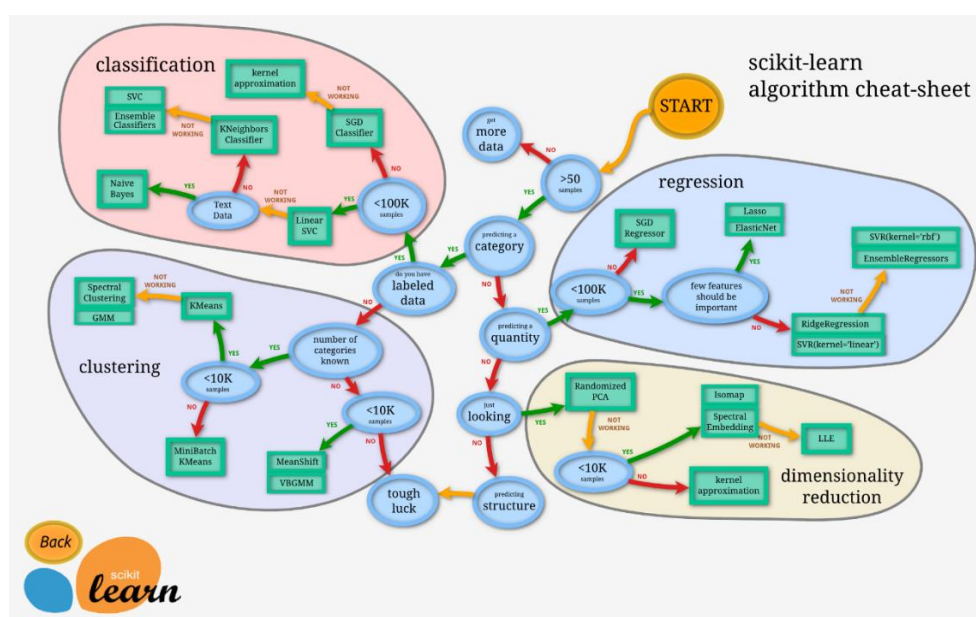 scikit-learn
algorithm cheat-sheet
classification
kernel
approximation
NOT
WORKING
SVC
Ensemble
Classifiers
NOT
WORKING
KNeighbors
Classifier
SGD
Classifier
NO
NO
YES
Naive
Bayes
Text
Data
NOT
WORKING
Linear
SVC
YES
<100K
samples
YES
START
get
more
data
NO
>50
samples
YES
predicting a
category
YES
NO
do you have
labeled
data
NO
predicting a
quantity
YES
NO
just
looking
YES
NO
predicting
structure
tough
luck
regression
SGD
Regressor
NO
<100K
samples
YES
Lasso
ElasticNet
YES
few features
should be
important
NO
SVR(kernel='rbf')
EnsembleRegressors
NOT
WORKING
RidgeRegression
SVR(kernel='linear')
clustering
Spectral
Clustering
GMM
NOT
WORKING
KMeans
YES
<10K
samples
YES
NO
number of
categories
known
NO
<10K
samples
YES
NO
MiniBatch
KMeans
MeanShift
VBGMM
Randomized
PCA
NOT
WORKING
<10K
samples
YES
NO
Isomap
Spectral
Embedding
NOT
WORKING
LLE
kernel
approximation
dimensionality
reduction
Back
scikit
learn